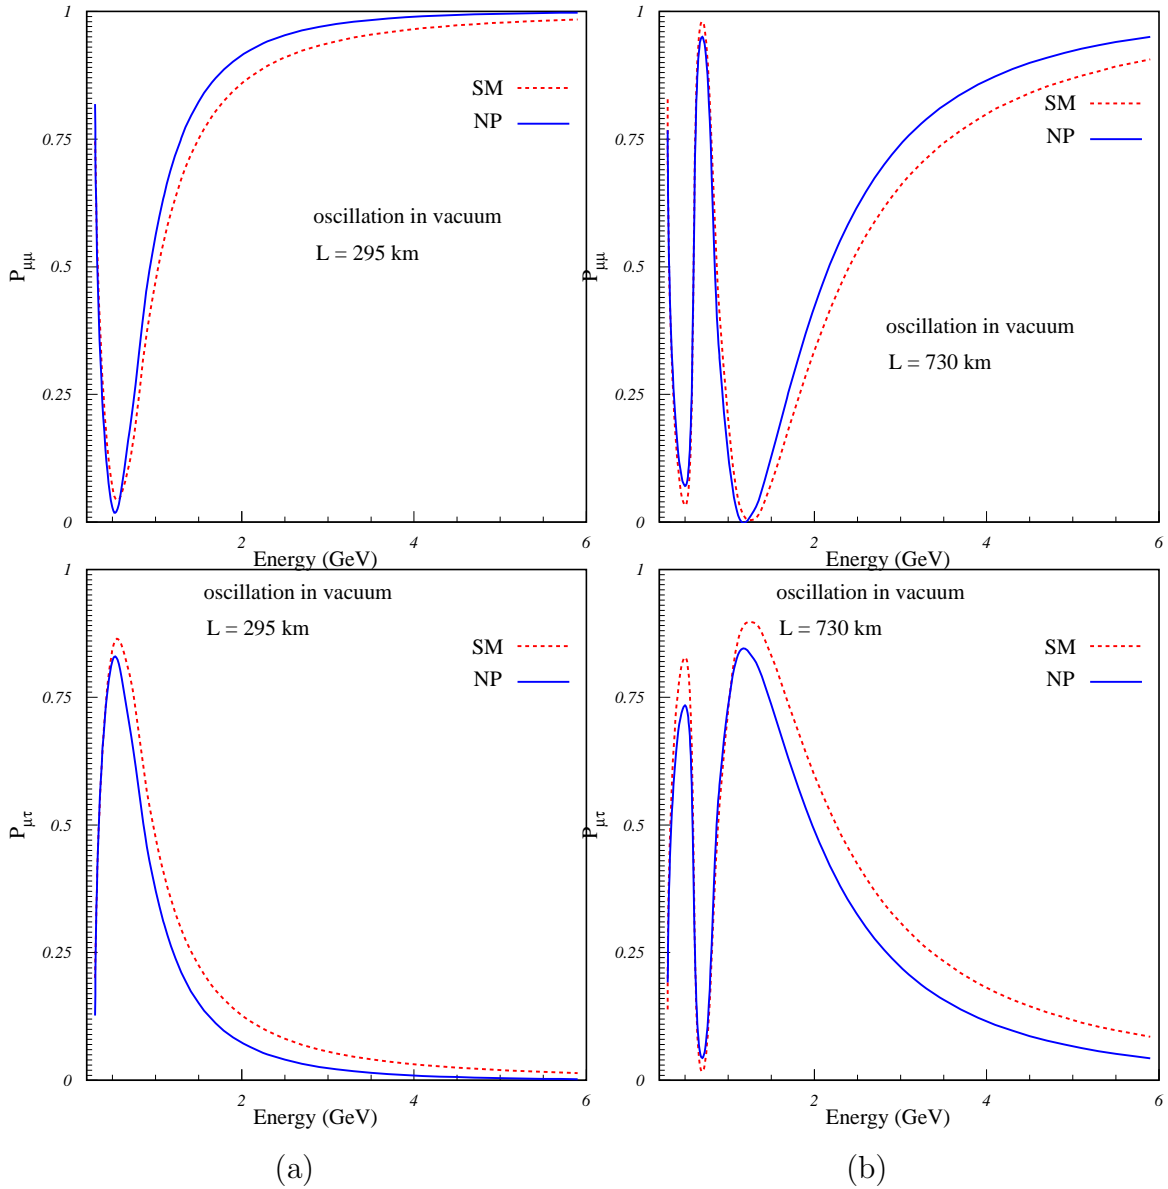 1
0.75
0.5
0.25
0
P_μμ
SM
NP
oscillation in vacuum
L = 295 km
2
4
6
Energy (GeV)
1
0.75
0.5
0.25
0
P_μμ
SM
NP
oscillation in vacuum
L = 730 km
2
4
6
Energy (GeV)
1
0.75
0.5
0.25
0
P_μτ
oscillation in vacuum
L = 295 km
SM
NP
2
4
6
Energy (GeV)
1
0.75
0.5
0.25
0
P_μτ
oscillation in vacuum
L = 730 km
SM
NP
2
4
6
Energy (GeV)
(a)
(b)